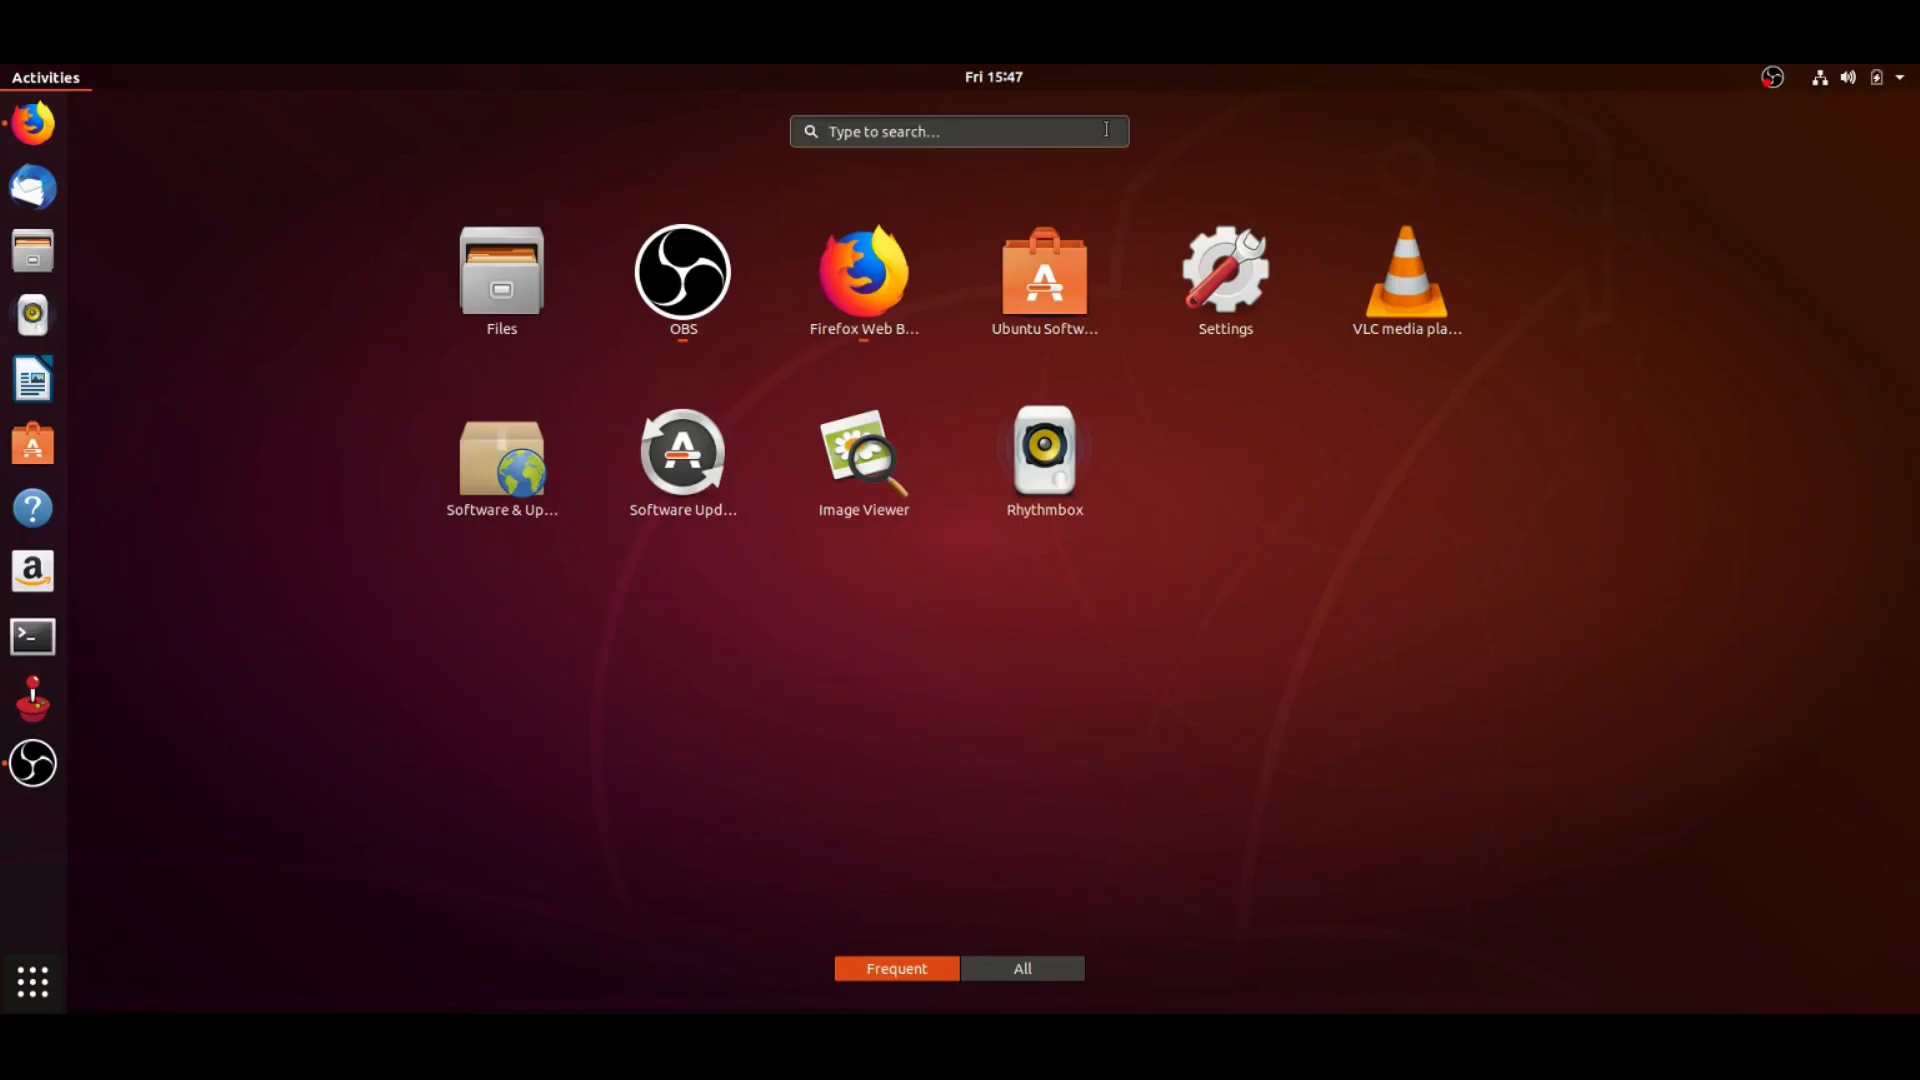 Activities
Fri 15:47
Type to search...
Files
OBS
Firefox Web B...
Ubuntu Softw...
Settings
VLC media pla...
Software & Up...
Software Upd...
Image Viewer
Rhythmbox
Frequent
All